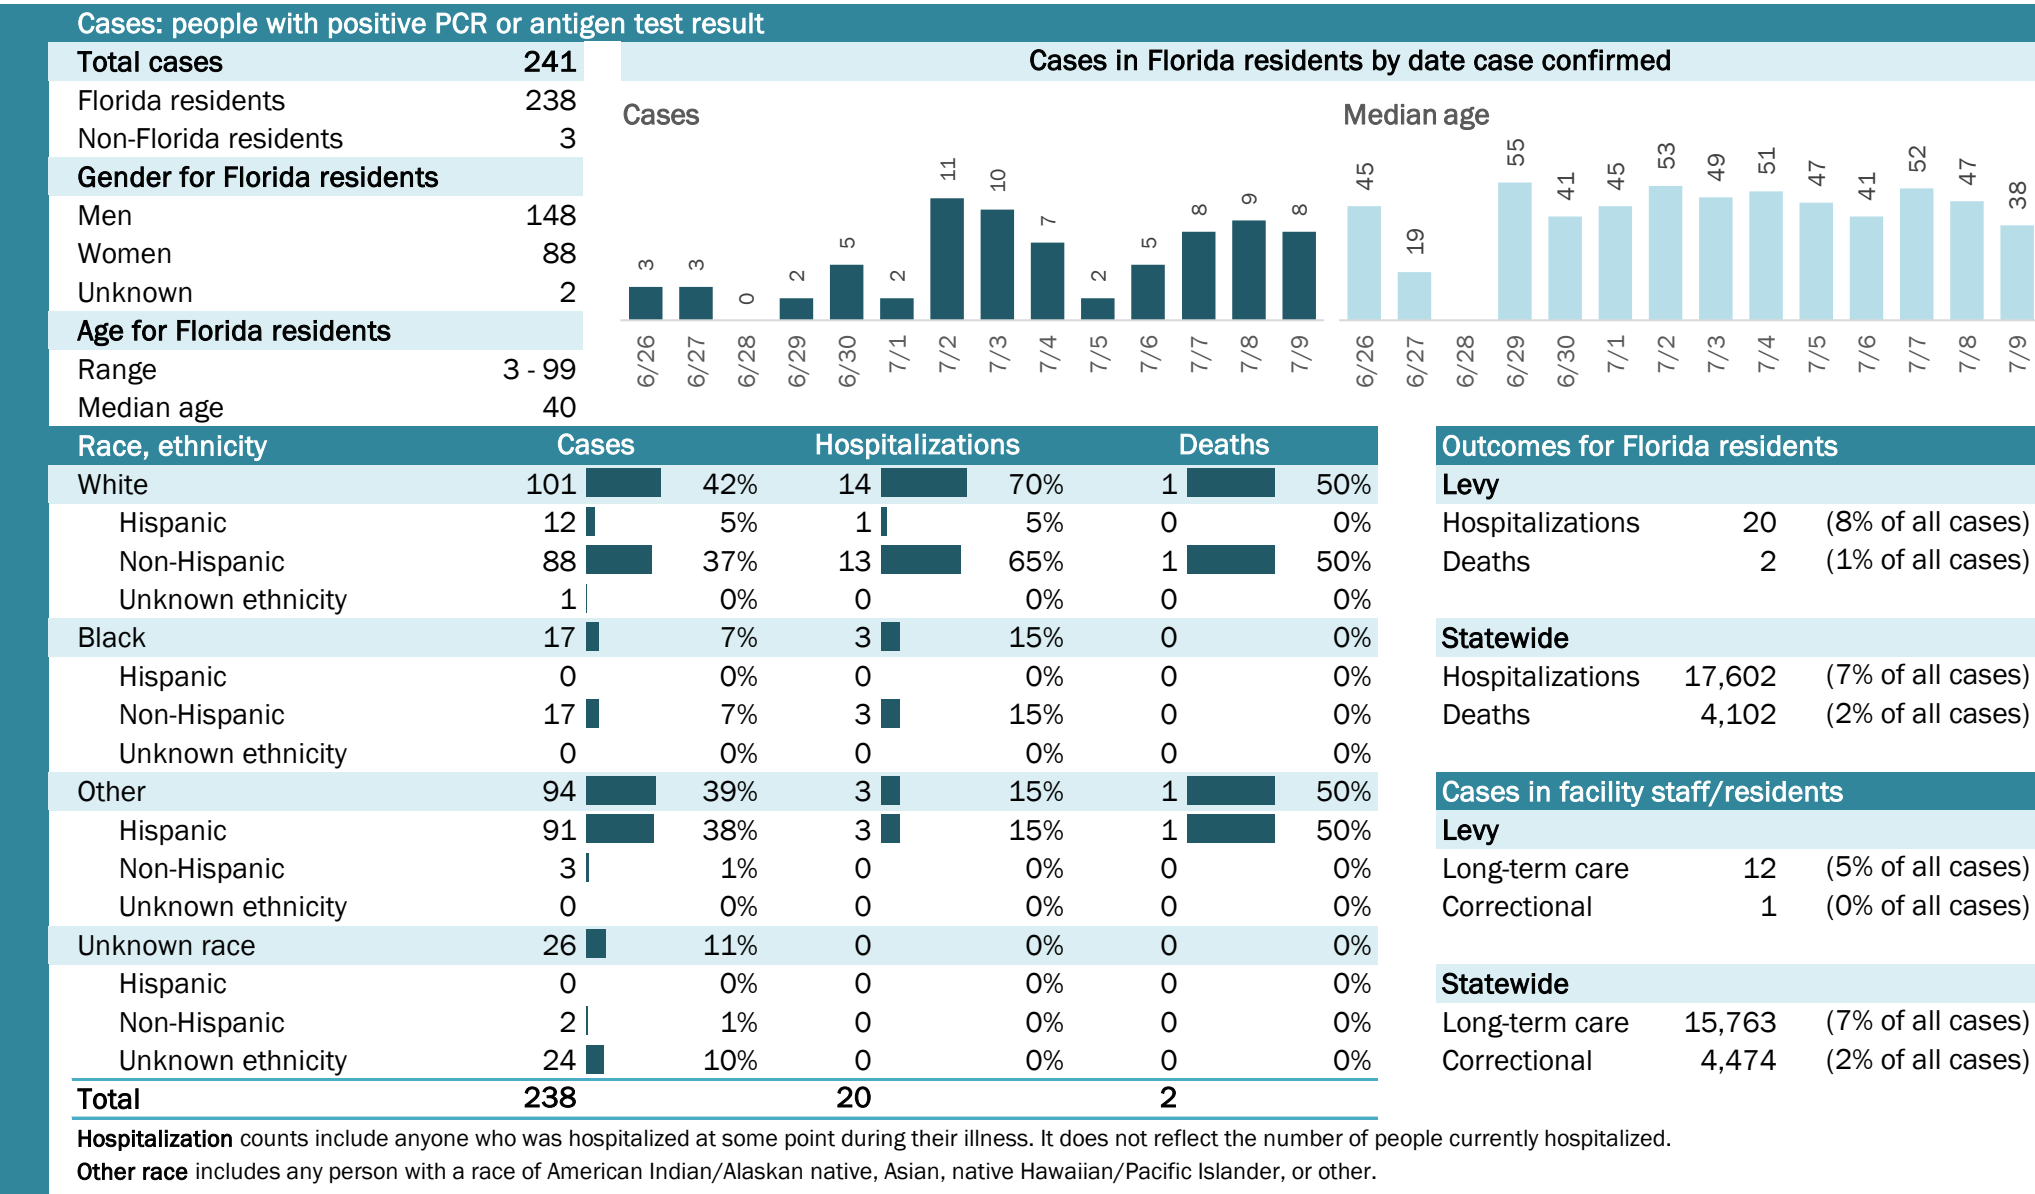 Cases: people with positive PCR or antigen test result
Total cases 241
Florida residents 238
Non-Florida residents 3
Gender for Florida residents
Men 148
Women 88
Unknown 2
Age for Florida residents
Range 3 - 99
Median age 40
Cases in Florida residents by date case confirmed
Cases
3 3 0 2 5 2 11 10 7 2 5 8 9 8
6/26 6/27 6/28 6/29 6/30 7/1 7/2 7/3 7/4 7/5 7/6 7/7 7/8 7/9
Median age
45 19 55 41 45 53 49 51 47 41 52 47 38
6/26 6/27 6/28 6/29 6/30 7/1 7/2 7/3 7/4 7/5 7/6 7/7 7/8 7/9
Race, ethnicity Cases Hospitalizations Deaths
White 101 42% 14 70% 1 50%
Hispanic 12 5% 1 5% 0 0%
Non-Hispanic 88 37% 13 65% 1 50%
Unknown ethnicity 1 0% 0 0% 0 0%
Black 17 7% 3 15% 0 0%
Hispanic 0 0% 0 0% 0 0%
Non-Hispanic 17 7% 3 15% 0 0%
Unknown ethnicity 0 0% 0 0% 0 0%
Other 94 39% 3 15% 1 50%
Hispanic 91 38% 3 15% 1 50%
Non-Hispanic 3 1% 0 0% 0 0%
Unknown ethnicity 0 0% 0 0% 0 0%
Unknown race 26 11% 0 0% 0 0%
Hispanic 0 0% 0 0% 0 0%
Non-Hispanic 2 1% 0 0% 0 0%
Unknown ethnicity 24 10% 0 0% 0 0%
Total 238 20 2
Outcomes for Florida residents
Levy
Hospitalizations 20 (8% of all cases)
Deaths 2 (1% of all cases)
Statewide
Hospitalizations 17,602 (7% of all cases)
Deaths 4,102 (2% of all cases)
Cases in facility staff/residents
Levy
Long-term care 12 (5% of all cases)
Correctional 1 (0% of all cases)
Statewide
Long-term care 15,763 (7% of all cases)
Correctional 4,474 (2% of all cases)
Hospitalization counts include anyone who was hospitalized at some point during their illness. It does not reflect the number of people currently hospitalized.
Other race includes any person with a race of American Indian/Alaskan native, Asian, native Hawaiian/Pacific Islander, or other.